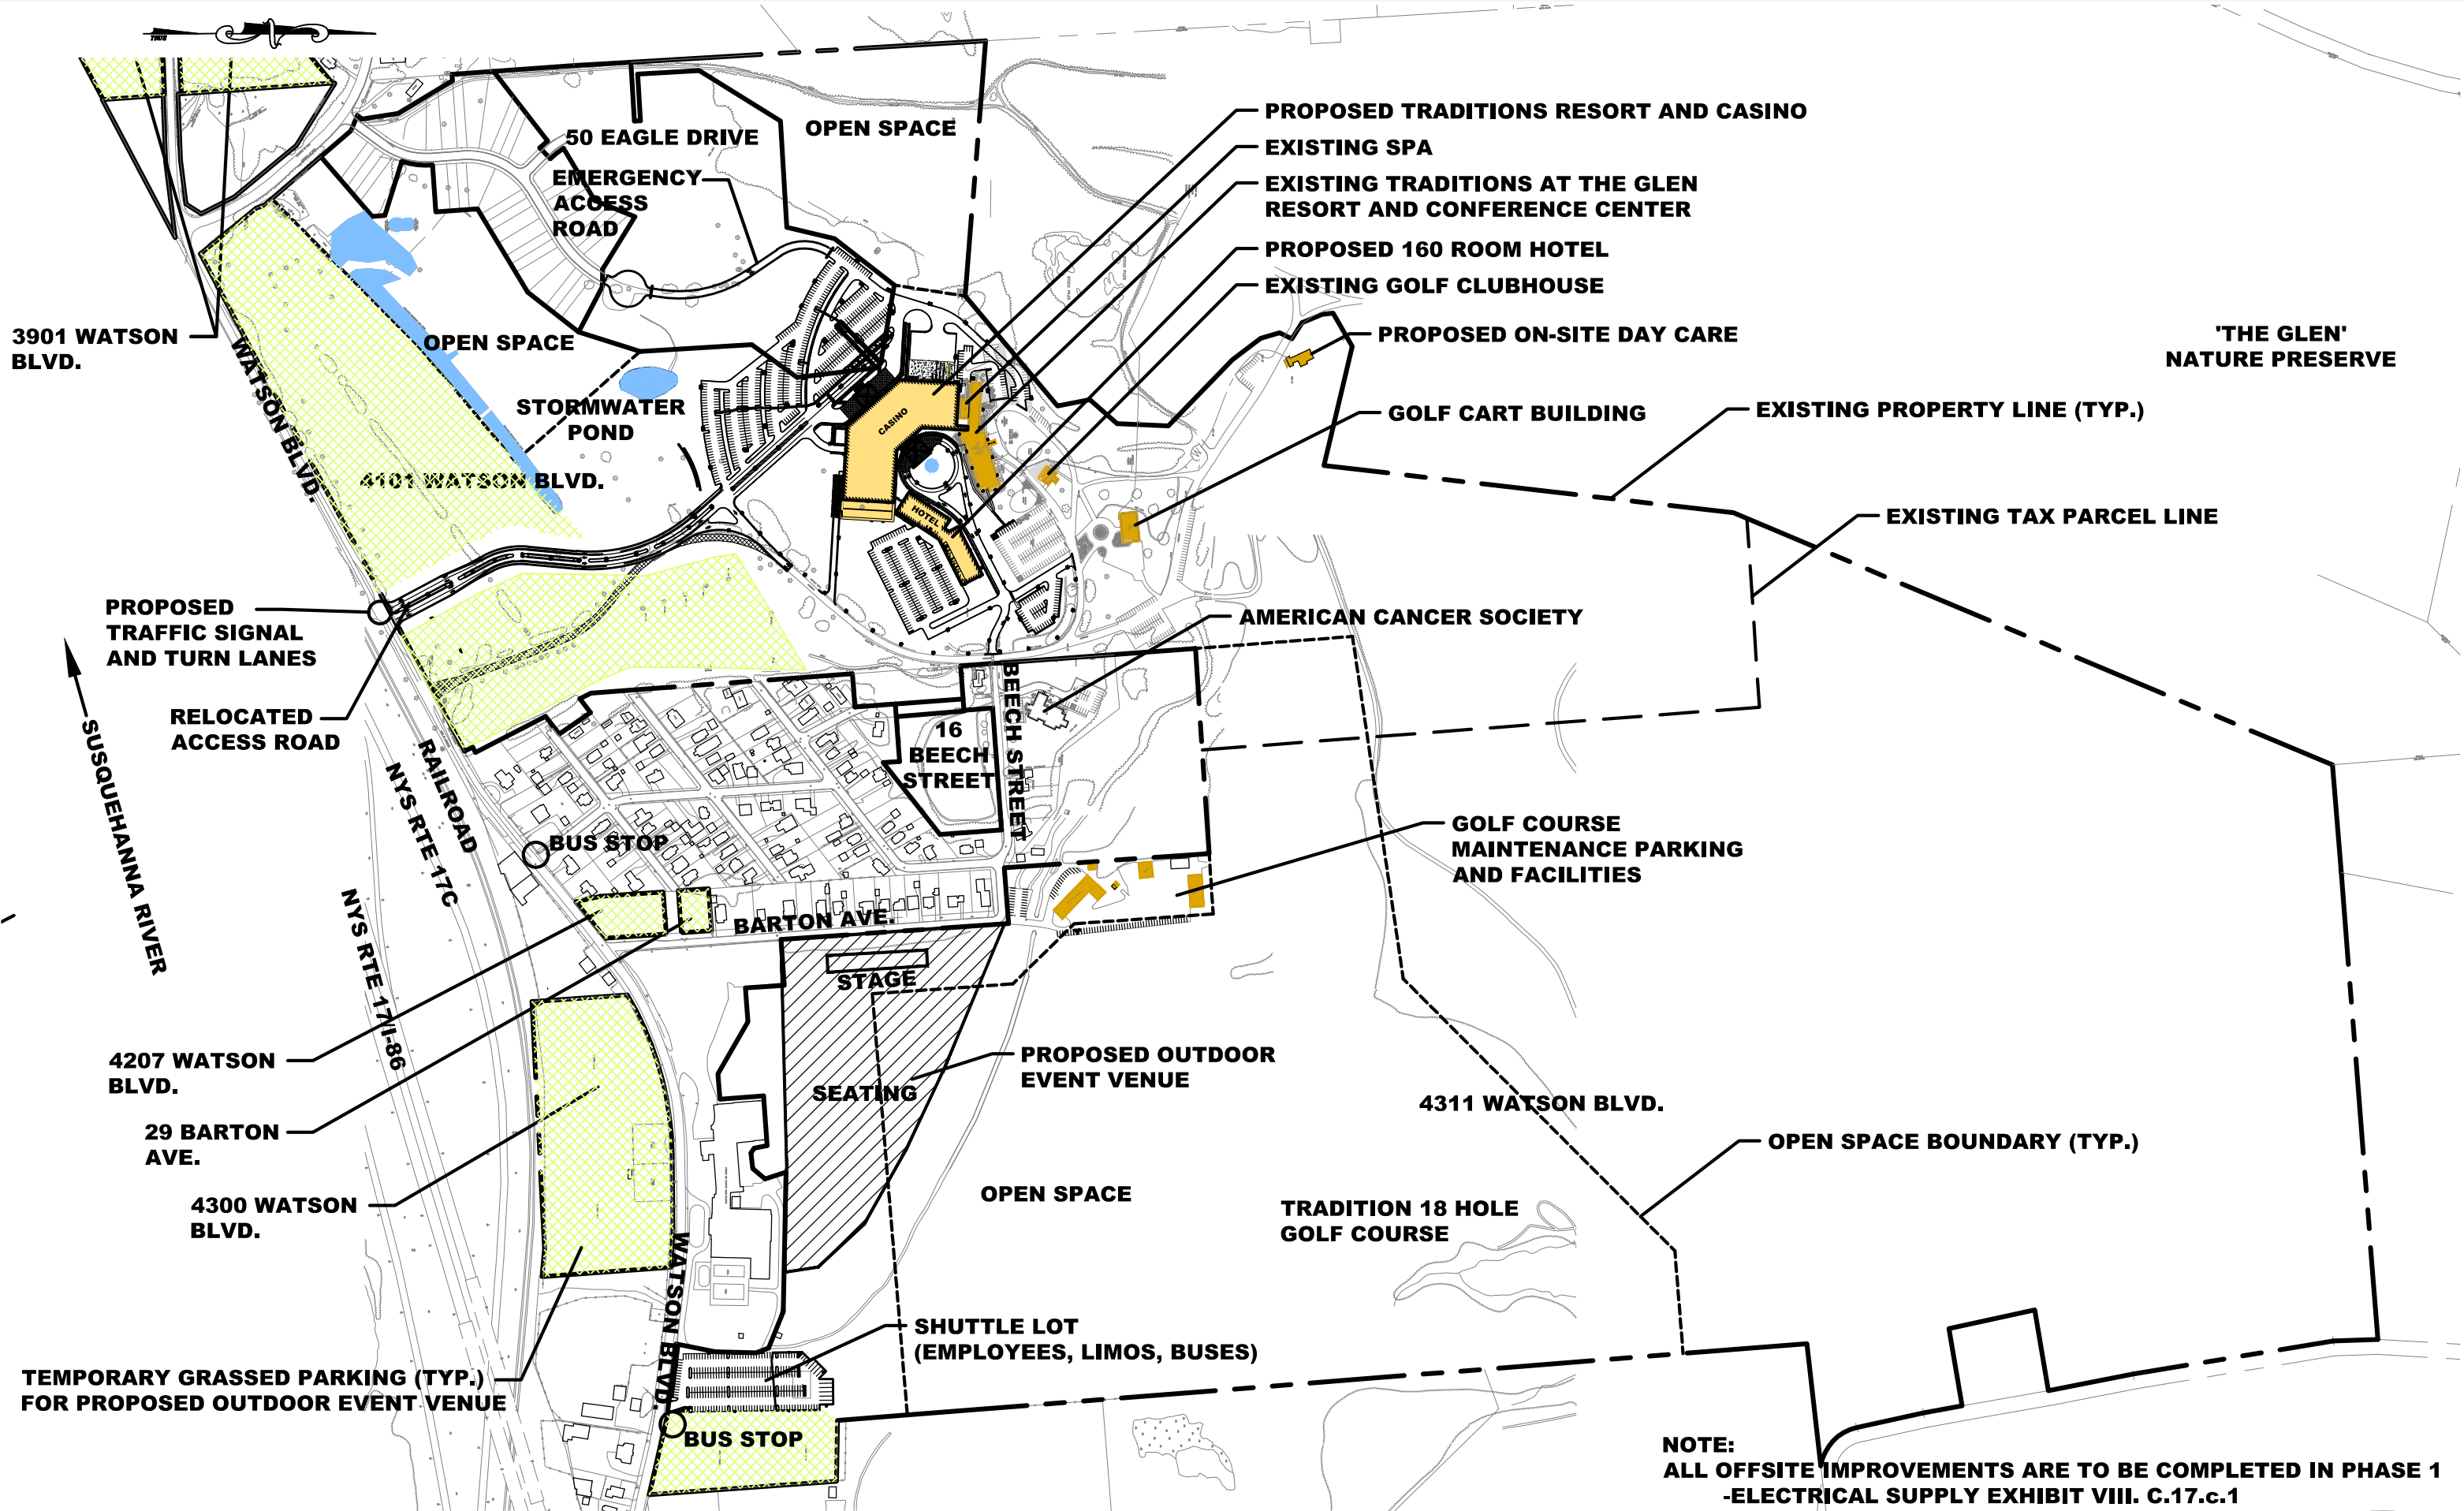 TRUE
50 EAGLE DRIVE
OPEN SPACE
EMERGENCY
ACCESS
ROAD
PROPOSED TRADITIONS RESORT AND CASINO
EXISTING SPA
EXISTING TRADITIONS AT THE GLEN
RESORT AND CONFERENCE CENTER
PROPOSED 160 ROOM HOTEL
EXISTING GOLF CLUBHOUSE
PROPOSED ON-SITE DAY CARE
'THE GLEN'
NATURE PRESERVE
3901 WATSON
BLVD.
WATSON BLVD.
OPEN SPACE
STORMWATER
POND
CASINO
HOTEL
GOLF CART BUILDING
EXISTING PROPERTY LINE (TYP.)
4101 WATSON BLVD.
EXISTING TAX PARCEL LINE
PROPOSED
TRAFFIC SIGNAL
AND TURN LANES
AMERICAN CANCER SOCIETY
RELOCATED
ACCESS ROAD
SUSQUEHANNA RIVER
RAILROAD
NYS RTE 17C
NYS RTE 17/I-86
16
BEECH
STREET
BEECH STREET
BUS STOP
GOLF COURSE
MAINTENANCE PARKING
AND FACILITIES
BARTON AVE.
STAGE
SEATING
PROPOSED OUTDOOR
EVENT VENUE
4207 WATSON
BLVD.
29 BARTON
AVE.
4300 WATSON
BLVD.
4311 WATSON BLVD.
OPEN SPACE BOUNDARY (TYP.)
OPEN SPACE
TRADITION 18 HOLE
GOLF COURSE
WATSON BLVD.
SHUTTLE LOT
(EMPLOYEES, LIMOS, BUSES)
TEMPORARY GRASSED PARKING (TYP.)
FOR PROPOSED OUTDOOR EVENT VENUE
BUS STOP
NOTE:
ALL OFFSITE IMPROVEMENTS ARE TO BE COMPLETED IN PHASE 1
-ELECTRICAL SUPPLY EXHIBIT VIII. C.17.c.1